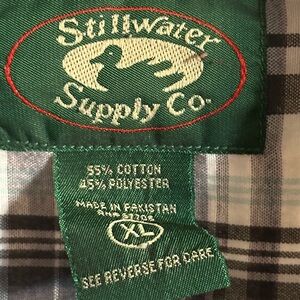 Stillwater
Supply Co.
55% COTTON
45% POLYESTER
MADE IN PAKISTAN
XL
SEE REVERSE FOR CARE